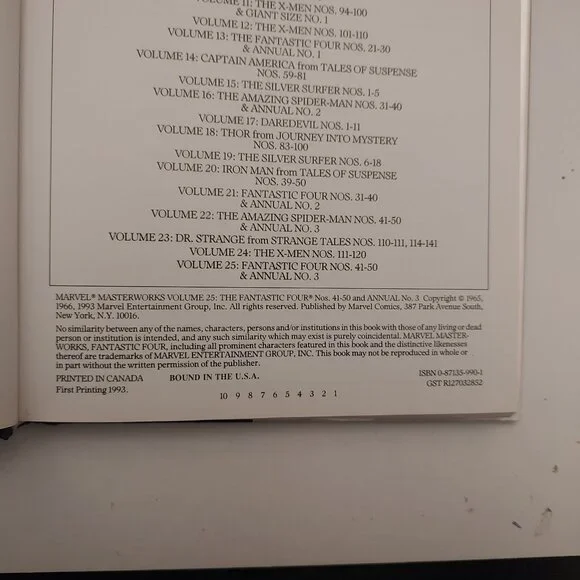 VOLUME 11: THE X-MEN NOS. 94-100
& GIANT SIZE NO. 1
VOLUME 12: THE X-MEN NOS. 101-110
VOLUME 13: THE FANTASTIC FOUR NOS. 21-30
& ANNUAL NO. 1
VOLUME 14: CAPTAIN AMERICA from TALES OF SUSPENSE
NOS. 59-81
VOLUME 15: THE SILVER SURFER NOS. 1-5
VOLUME 16: THE AMAZING SPIDER-MAN NOS. 31-40
& ANNUAL NO. 2
VOLUME 17: DAREDEVIL NOS. 1-11
VOLUME 18: THOR from JOURNEY INTO MYSTERY
NOS. 83-100
VOLUME 19: THE SILVER SURFER NOS. 6-18
VOLUME 20: IRON MAN from TALES OF SUSPENSE
NOS. 39-50
VOLUME 21: FANTASTIC FOUR NOS. 31-40
& ANNUAL NO. 2
VOLUME 22: THE AMAZING SPIDER-MAN NOS. 41-50
& ANNUAL NO. 3
VOLUME 23: DR. STRANGE from STRANGE TALES NOS. 110-111, 114-141
VOLUME 24: THE X-MEN NOS. 111-120
VOLUME 25: FANTASTIC FOUR NOS. 41-50
& ANNUAL NO. 3
MARVEL® MASTERWORKS VOLUME 25: THE FANTASTIC FOUR® Nos. 41-50 and ANNUAL No. 3 Copyright © 1965,
1966, 1993 Marvel Entertainment Group, Inc. All rights reserved. Published by Marvel Comics, 387 Park Avenue South,
New York, N.Y. 10016.
No similarity between any of the names, characters, persons and/or institutions in this book with those of any living or dead
person or institution is intended, and any such similarity which may exist is purely coincidental. MARVEL MASTER-
WORKS, FANTASTIC FOUR, including all prominent characters featured in this book and the distinctive likenesses
thereof are trademarks of MARVEL ENTERTAINMENT GROUP, INC. This book may not be reproduced in whole or
in part without the written permission of the publisher.
PRINTED IN CANADA BOUND IN THE U.S.A. ISBN 0-87135-990-1
First Printing 1993. GST R127032852
10 9 8 7 6 5 4 3 2 1